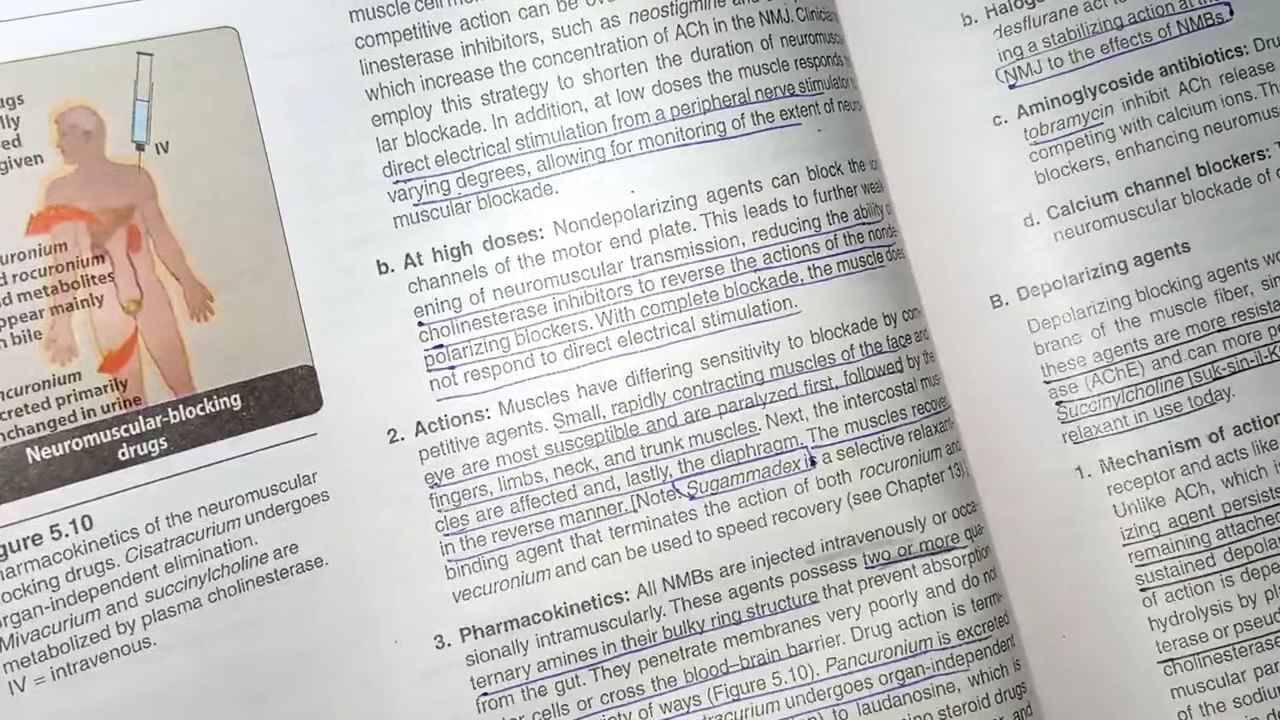 ugs
lly
ed
given
IV
uronium
d rocuronium
d metabolites
ppear mainly
n bile
ncuronium
creted primarily
nchanged in urine
Neuromuscular-blocking
drugs
gure 5.10
harmacokinetics of the neuromuscular
ocking drugs. Cisatracurium undergoes
organ-independent elimination.
Mivacurium and succinylcholine are
metabolized by plasma cholinesterase.
IV = intravenous.
muscle cell
competitive action can be
linesterase inhibitors, such as neostigmine
which increase the concentration of ACh in the NMJ. Clinician
employ this strategy to shorten the duration of neuromusc
lar blockade. In addition, at low doses the muscle responds
direct electrical stimulation from a peripheral nerve stimulator
varying degrees, allowing for monitoring of the extent of neuro
muscular blockade.
b. At high doses: Nondepolarizing agents can block the ion
channels of the motor end plate. This leads to further weak
ening of neuromuscular transmission, reducing the ability
cholinesterase inhibitors to reverse the actions of the nonde
polarizing blockers. With complete blockade, the muscle does
not respond to direct electrical stimulation.
2. Actions: Muscles have differing sensitivity to blockade by com
petitive agents. Small, rapidly contracting muscles of the face and
eye are most susceptible and are paralyzed first, followed by the
fingers, limbs, neck, and trunk muscles. Next, the intercostal mus-
cles are affected and, lastly, the diaphragm. The muscles recover
in the reverse manner. [Note: Sugammadex is a selective relaxant-
binding agent that terminates the action of both rocuronium and
vecuronium and can be used to speed recovery (see Chapter 13).]
3. Pharmacokinetics: All NMBs are injected intravenously or occa-
sionally intramuscularly. These agents possess two or more qua-
ternary amines in their bulky ring structure that prevent absorption
from the gut. They penetrate membranes very poorly and do not
cells or cross the blood–brain barrier. Drug action is termi-
ty of ways (Figure 5.10). Pancuronium is excreted
racurium undergoes organ-independent
to laudanosine, which is
no steroid drugs
and
b. Haloge
desflurane act to
ing a stabilizing action at the
NMJ to the effects of NMBs.
c. Aminoglycoside antibiotics: Dru
tobramycin inhibit ACh release
competing with calcium ions. Th
blockers, enhancing neuromus
d. Calcium channel blockers: T
neuromuscular blockade of
B. Depolarizing agents
Depolarizing blocking agents wo
brane of the muscle fiber, sim
these agents are more resista
ase (AChE) and can more p
Succinylcholine [suk-sin-il-K
relaxant in use today.
1. Mechanism of action
receptor and acts like
Unlike ACh, which i
izing agent persists
remaining attached
sustained depolar
of action is depe
hydrolysis by pl
terase or pseud
cholinesterase
muscular para
of the sodium